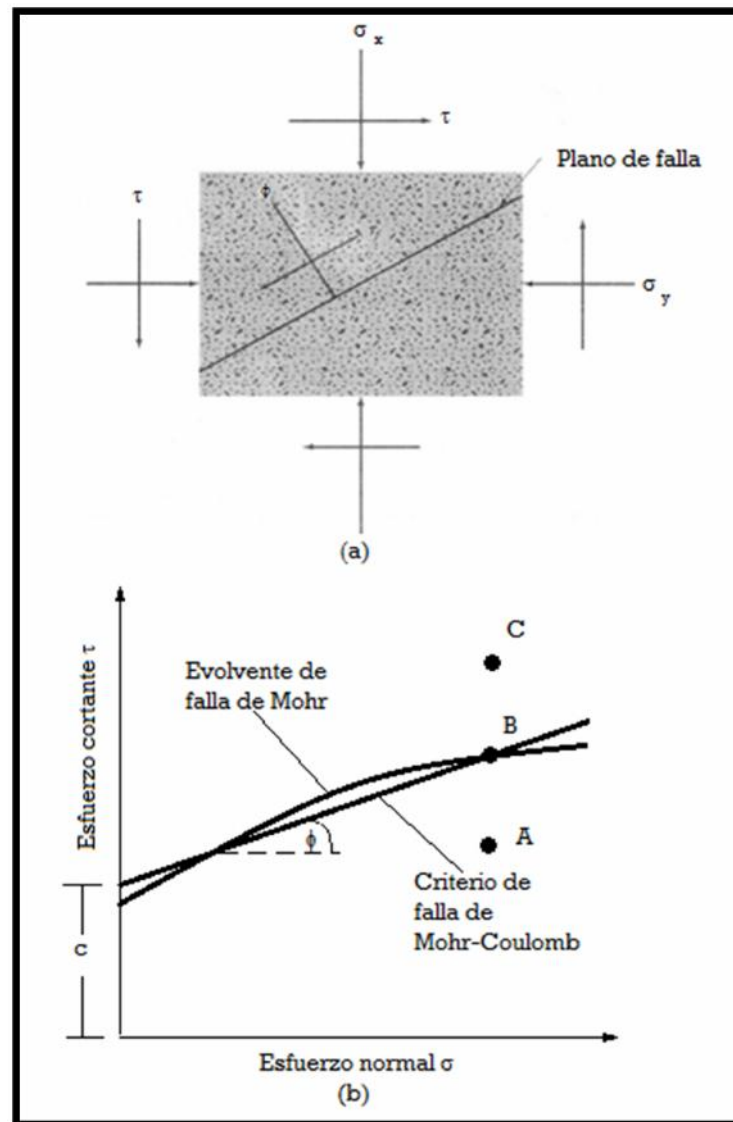 σ x
τ
Plano de falla
τ
ϕ
σ y
(a)
C
Evolvente de
falla de Mohr
B
Esfuerzo cortante τ
ϕ
A
Criterio de
falla de
Mohr-Coulomb
c
Esfuerzo normal σ
(b)